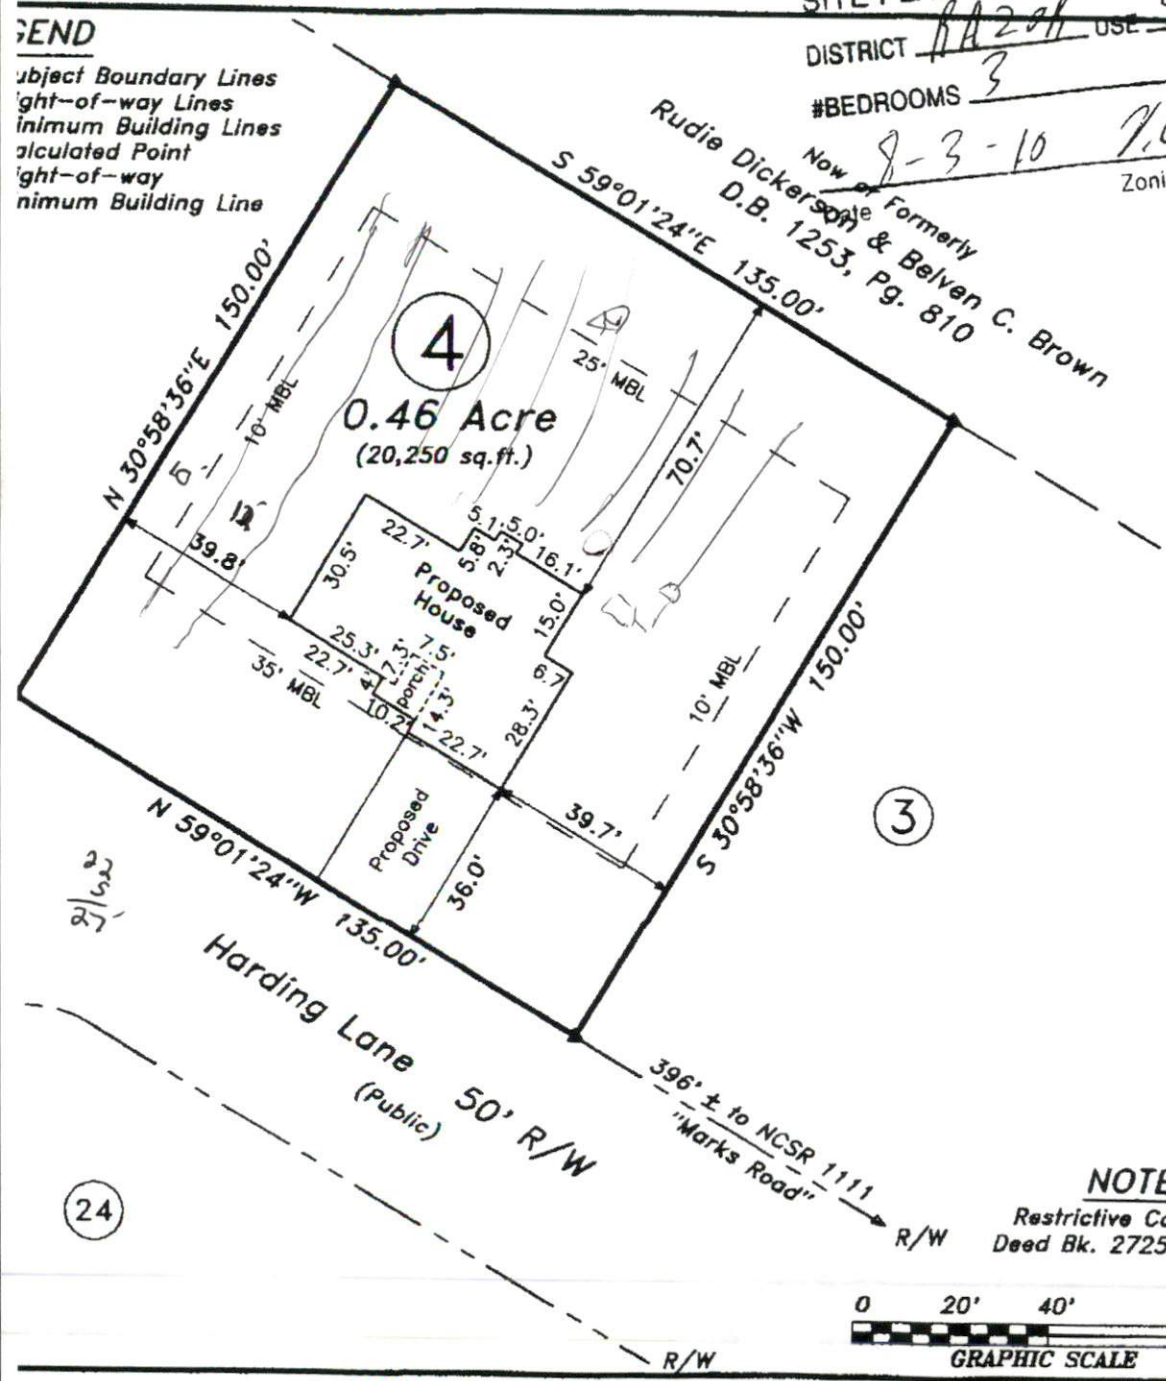 GEND
ubject Boundary Lines
ght-of-way Lines
inimum Building Lines
alculated Point
ght-of-way
nimum Building Line
DISTRICT RA20R USE
#BEDROOMS 3
8-3-10
Date
Zoni
Now or Formerly
Rudie Dickerson & Belven C. Brown
D.B. 1253, Pg. 810
S 59°01'24"E 135.00'
N 30°58'36"E 150.00'
4
0.46 Acre
(20,250 sq.ft.)
10' MBL
25' MBL
70.7'
39.8'
22.7'
5.1'
5.0'
5.8'
2.3'
16.1'
30.5'
Proposed
House
15.0'
6.7
28.3'
25.3'
22.7'
4'
7.3'
7.5'
porch
14.3'
10.2'
22.7'
35' MBL
10' MBL
S 30°58'36"W 150.00'
39.7'
36.0'
Proposed
Drive
3
N 59°01'24"W 135.00'
Harding Lane 50' R/W
(Public)
396' ± to NCSR 1111
"Marks Road"
R/W
24
NOTE
Restrictive Co
Deed Bk. 2725
0 20' 40'
GRAPHIC SCALE
R/W